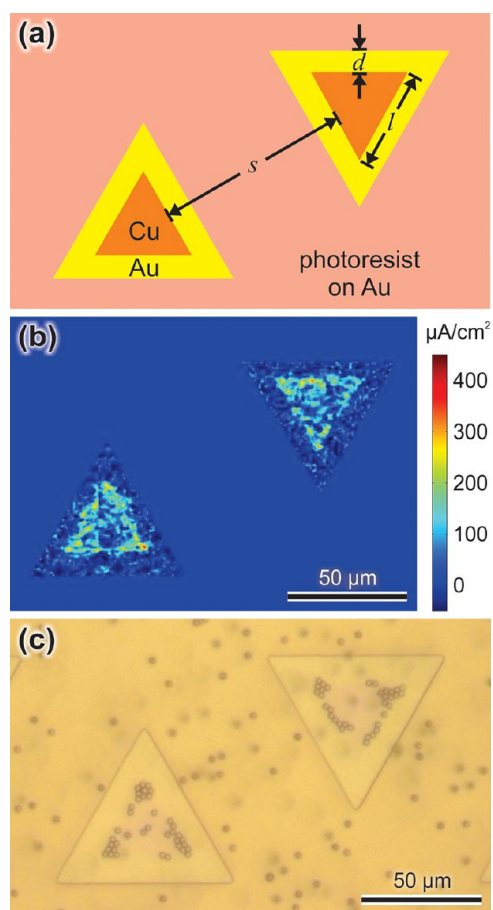 (a)
d
l
s
Cu
Au
photoresist
on Au
(b)
µA/cm²
400
300
200
100
0
50 µm
(c)
50 µm